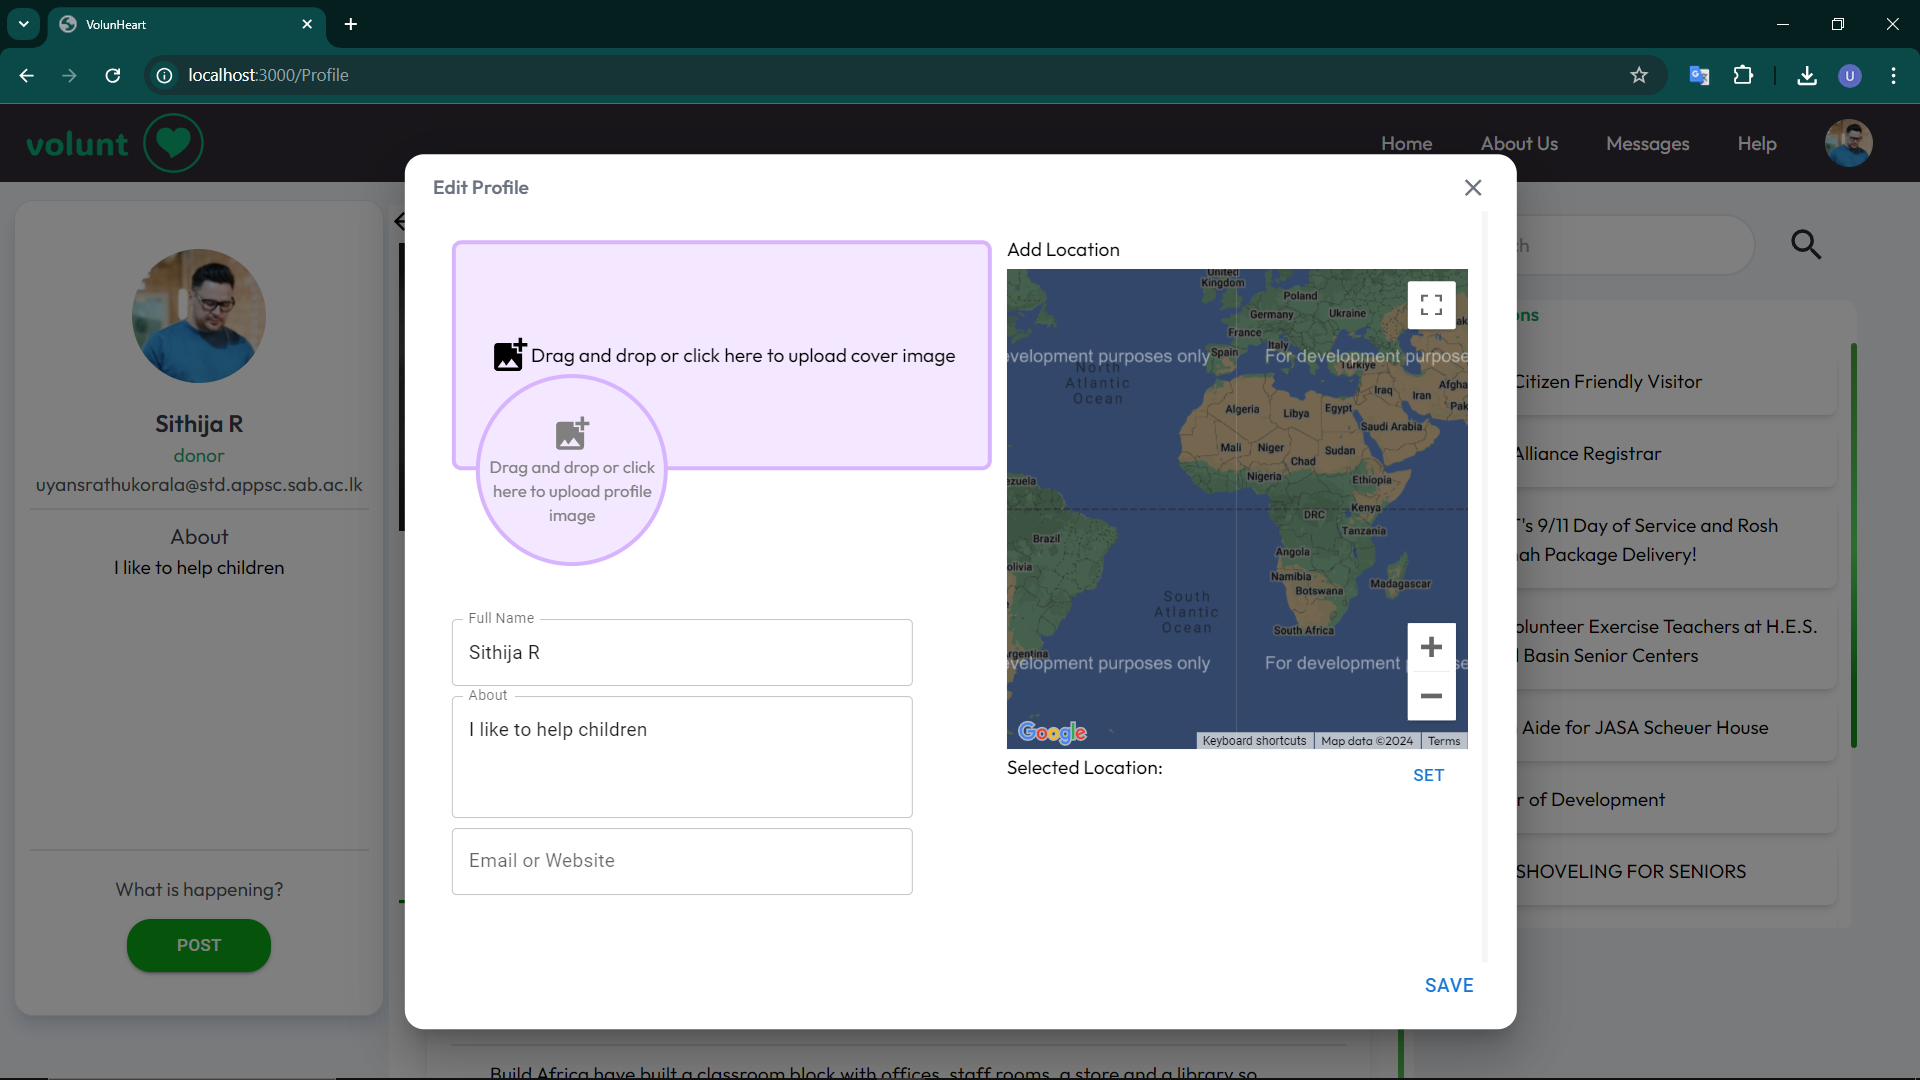 VolunHeart
localhost:3000/Profile
U
volunt
Home About Us Messages Help
Edit Profile
Sithija R
donor
uyansrathukorala@std.appsc.sab.ac.lk
About
I like to help children
What is happening?
POST
Drag and drop or click here to upload cover image
Drag and drop or click
here to upload profile
image
Full Name
Sithija R
About
I like to help children
Email or Website
Add Location
United
Kingdom
Poland
Germany
Ukraine
France
Italy
Spain
Türkiye
For development purpose
velopment purposes only
North
Atlantic
Ocean
Iraq
Iran
Afgha
Pak
Algeria
Libya
Egypt
Saudi Arabia
Mali
Niger
Chad
Sudan
Nigeria
Ethiopia
ezuela
DRC
Kenya
Tanzania
Brazil
olivia
Angola
Namibia
Botswana
Madagascar
South
Atlantic
Ocean
South Africa
rgentina
velopment purposes only
For development
se
Google
Keyboard shortcuts
Map data ©2024
Terms
Selected Location:
SET
SAVE
ch
ons
Citizen Friendly Visitor
Alliance Registrar
T's 9/11 Day of Service and Rosh
ah Package Delivery!
olunteer Exercise Teachers at H.E.S.
l Basin Senior Centers
Aide for JASA Scheuer House
r of Development
SHOVELING FOR SENIORS
Build Africa have built a classroom block with offices, staff rooms, a store and a library so